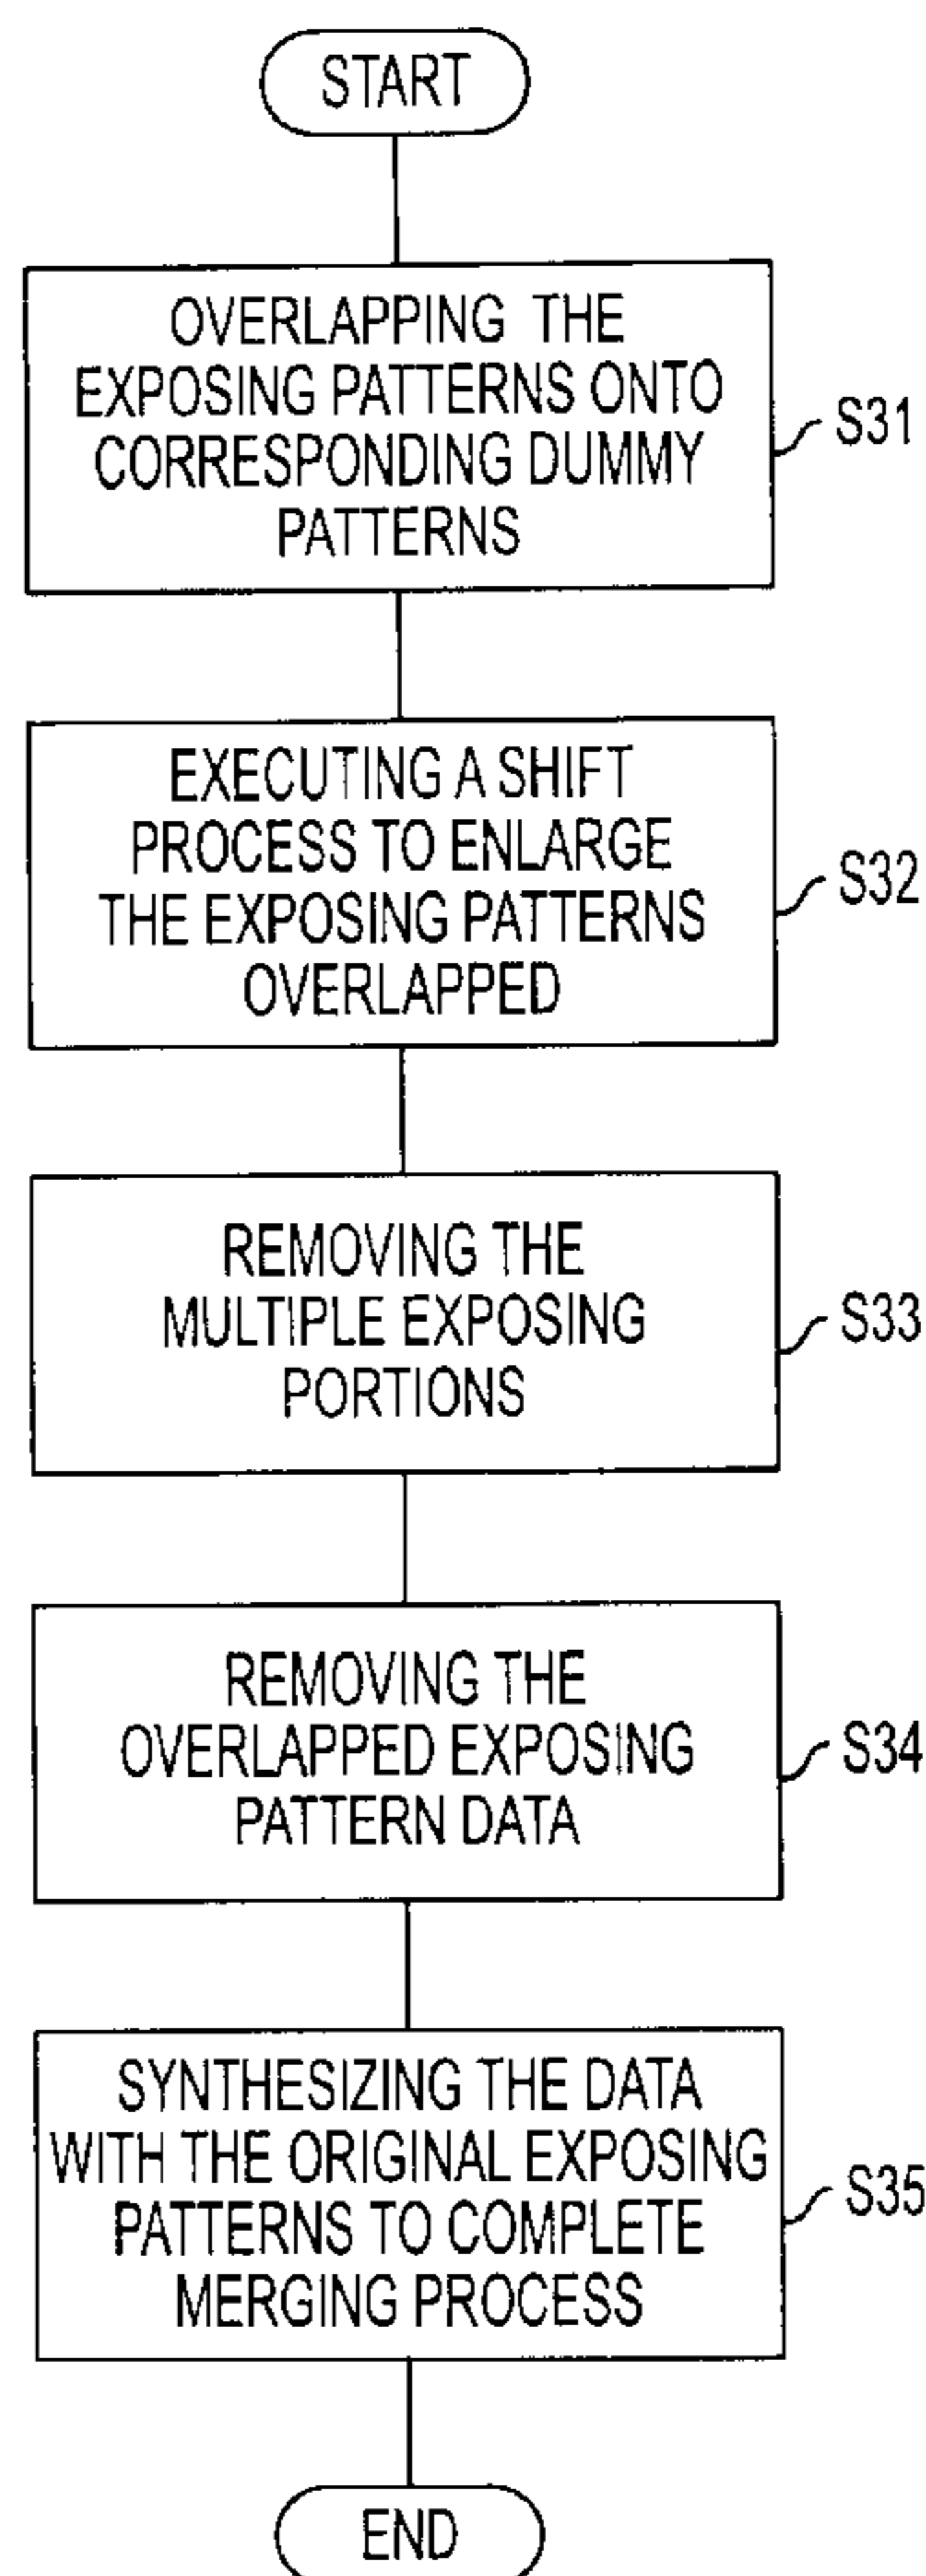 START
OVERLAPPING THE
EXPOSING PATTERNS ONTO
CORRESPONDING DUMMY
PATTERNS
S31
EXECUTING A SHIFT
PROCESS TO ENLARGE
THE EXPOSING PATTERNS
OVERLAPPED
S32
REMOVING THE
MULTIPLE EXPOSING
PORTIONS
S33
REMOVING THE
OVERLAPPED EXPOSING
PATTERN DATA
S34
SYNTHESIZING THE DATA
WITH THE ORIGINAL EXPOSING
PATTERNS TO COMPLETE
MERGING PROCESS
S35
END